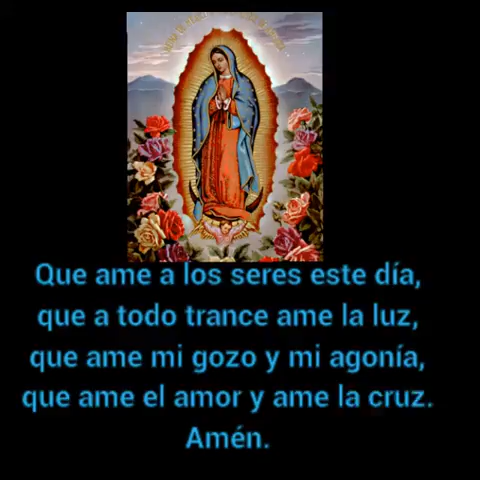 Que ame a los seres este día,
que a todo trance ame la luz,
que ame mi gozo y mi agonía,
que ame el amor y ame la cruz.
Amén.